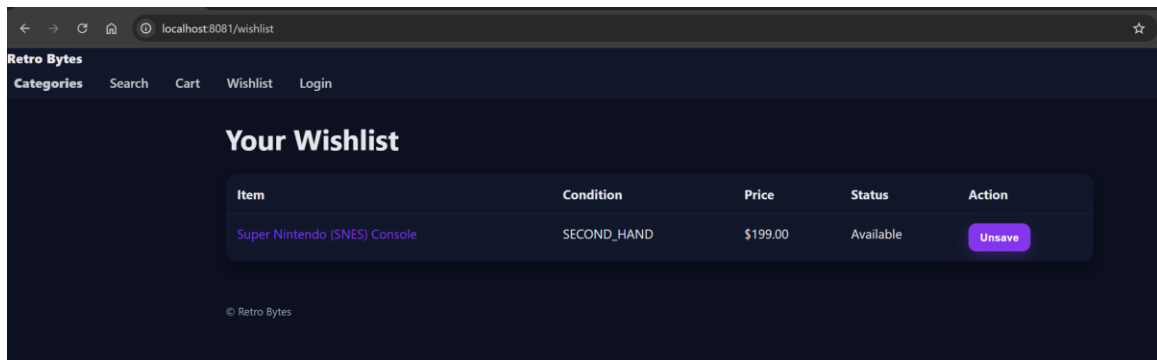 localhost:8081/wishlist
Retro Bytes
Categories Search Cart Wishlist Login
Your Wishlist
Item Condition Price Status Action
Super Nintendo (SNES) Console SECOND_HAND $199.00 Available Unsave
© Retro Bytes